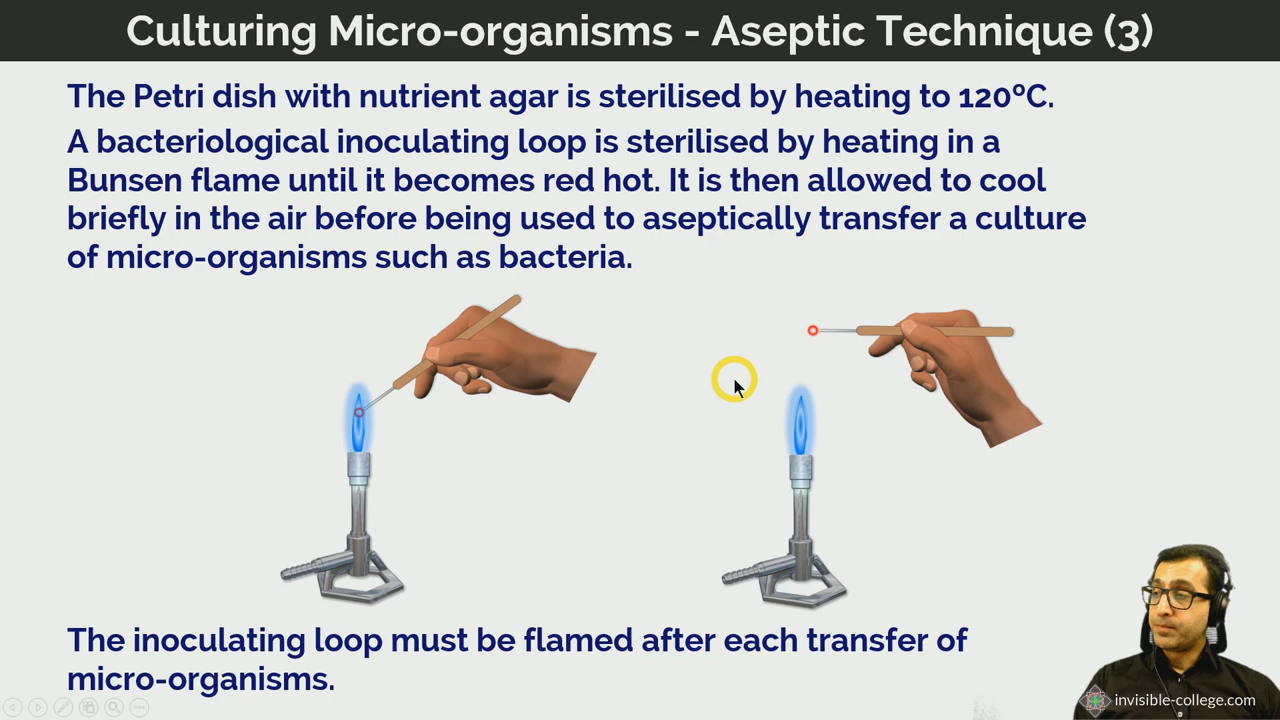 Culturing Micro-organisms - Aseptic Technique (3)
The Petri dish with nutrient agar is sterilised by heating to 120°C.
A bacteriological inoculating loop is sterilised by heating in a
Bunsen flame until it becomes red hot. It is then allowed to cool
briefly in the air before being used to aseptically transfer a culture
of micro-organisms such as bacteria.
The inoculating loop must be flamed after each transfer of
micro-organisms.
invisible-college.com